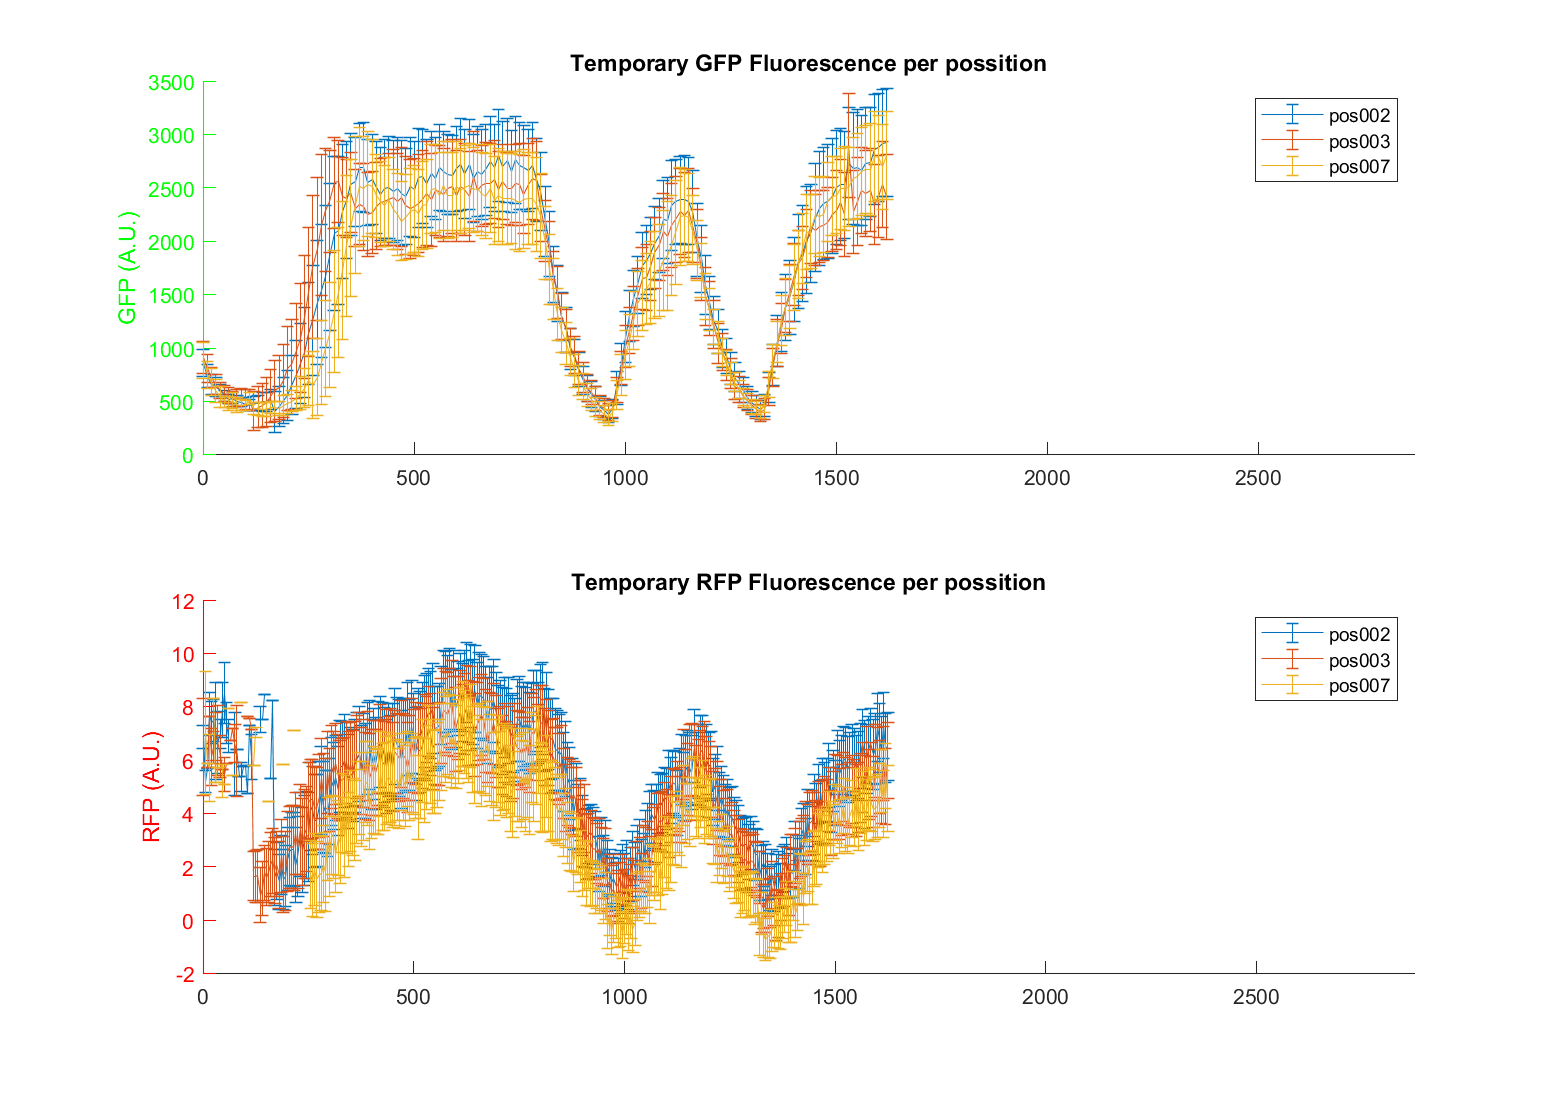 Temporary GFP Fluorescence per possition
GFP (A.U.)
3500
3000
2500
2000
1500
1000
500
0
0 500 1000 1500 2000 2500
pos002
pos003
pos007
Temporary RFP Fluorescence per possition
RFP (A.U.)
12
10
8
6
4
2
0
-2
0 500 1000 1500 2000 2500
pos002
pos003
pos007